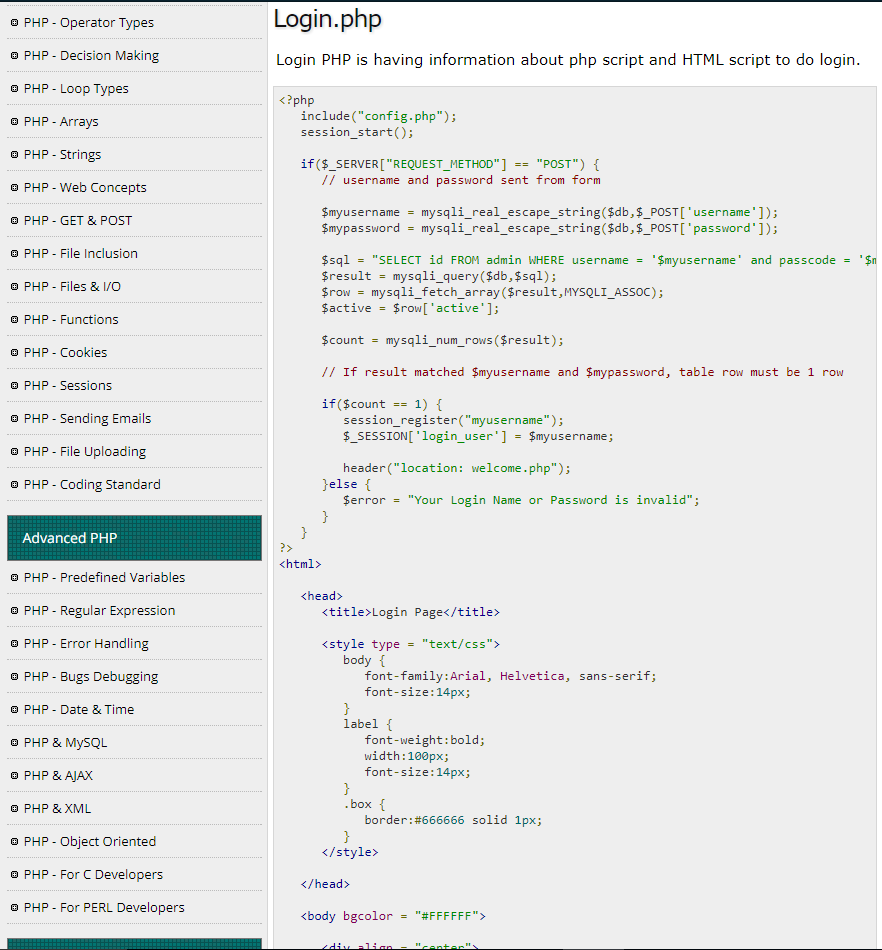 PHP - Operator Types
PHP - Decision Making
PHP - Loop Types
PHP - Arrays
PHP - Strings
PHP - Web Concepts
PHP - GET & POST
PHP - File Inclusion
PHP - Files & I/O
PHP - Functions
PHP - Cookies
PHP - Sessions
PHP - Sending Emails
PHP - File Uploading
PHP - Coding Standard
Advanced PHP
PHP - Predefined Variables
PHP - Regular Expression
PHP - Error Handling
PHP - Bugs Debugging
PHP - Date & Time
PHP & MySQL
PHP & AJAX
PHP & XML
PHP - Object Oriented
PHP - For C Developers
PHP - For PERL Developers
Login.php
Login PHP is having information about php script and HTML script to do login.
<?php
   include("config.php");
   session_start();
   if($_SERVER["REQUEST_METHOD"] == "POST") {
      // username and password sent from form
      $myusername = mysqli_real_escape_string($db,$_POST['username']);
      $mypassword = mysqli_real_escape_string($db,$_POST['password']);
      $sql = "SELECT id FROM admin WHERE username = '$myusername' and passcode = '$m
      $result = mysqli_query($db,$sql);
      $row = mysqli_fetch_array($result,MYSQLI_ASSOC);
      $active = $row['active'];
      $count = mysqli_num_rows($result);
      // If result matched $myusername and $mypassword, table row must be 1 row
      if($count == 1) {
         session_register("myusername");
         $_SESSION['login_user'] = $myusername;
         header("location: welcome.php");
      }else {
         $error = "Your Login Name or Password is invalid";
      }
   }
?>
<html>
   <head>
      <title>Login Page</title>
      <style type = "text/css">
         body {
            font-family:Arial, Helvetica, sans-serif;
            font-size:14px;
         }
         label {
            font-weight:bold;
            width:100px;
            font-size:14px;
         }
         .box {
            border:#666666 solid 1px;
         }
      </style>
   </head>
   <body bgcolor = "#FFFFFF">
      <div align = "center">